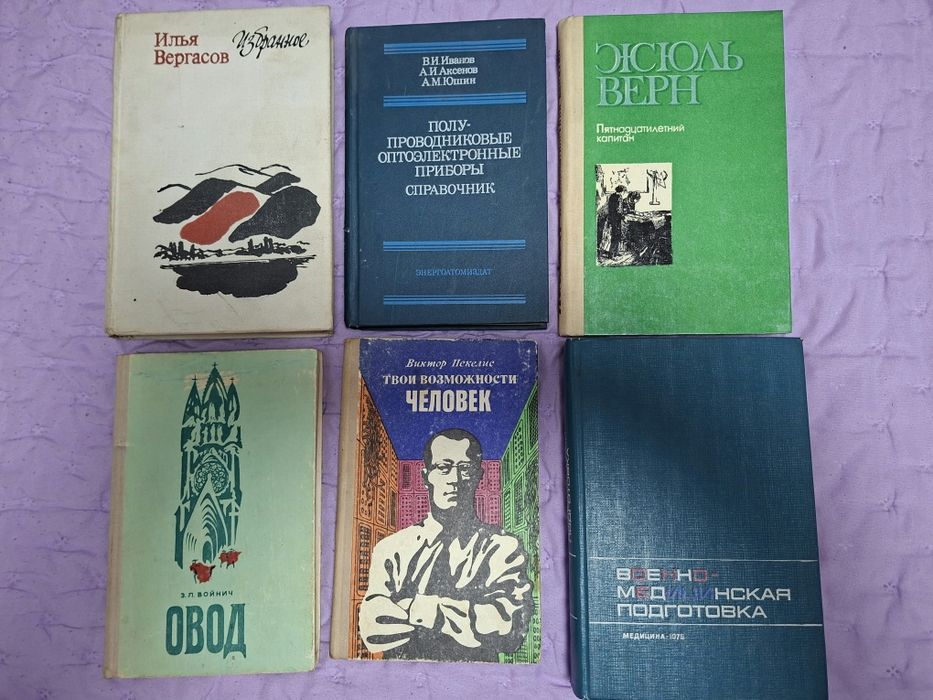 Илья
Вергасов
Избранное
В.И.Иванов
А.И.Аксенов
А.М.Юшин
ПОЛУ-
ПРОВОДНИКОВЫЕ
ОПТОЭЛЕКТРОННЫЕ
ПРИБОРЫ
СПРАВОЧНИК
ЭНЕРГОАТОМИЗДАТ
ЖЮЛЬ
ВЕРН
Пятнадцатилетний
капитан
Э.Л.ВОЙНИЧ
ОВОД
Виктор Пекелис
ТВОИ ВОЗМОЖНОСТИ
ЧЕЛОВЕК
ПОДГОТОВКА
ВОЕННО-
МЕДИЦИНСКАЯ
ПОДГОТОВКА
МЕДИЦИНА·1975